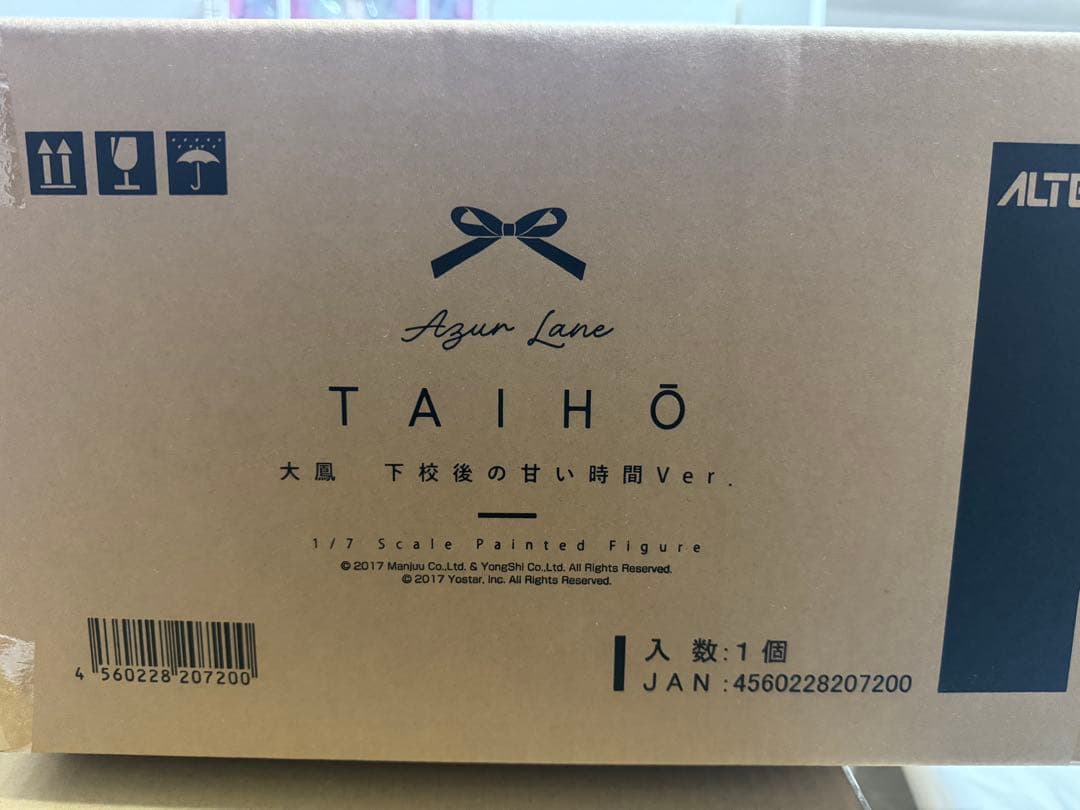 ALTE
Azur Lane
TAIHŌ
大鳳 下校後の甘い時間Ver.
1/7 Scale Painted Figure
© 2017 Manjuu Co.,Ltd. & YongShi Co.,Ltd. All Rights Reserved.
© 2017 Yostar, Inc. All Rights Reserved.
4 560228 207200
入数:1個
JAN:4560228207200